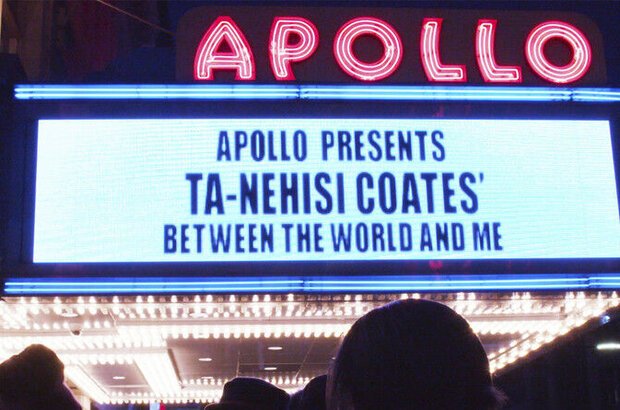 APOLLO
APOLLO PRESENTS
TA-NEHISI COATES'
BETWEEN THE WORLD AND ME